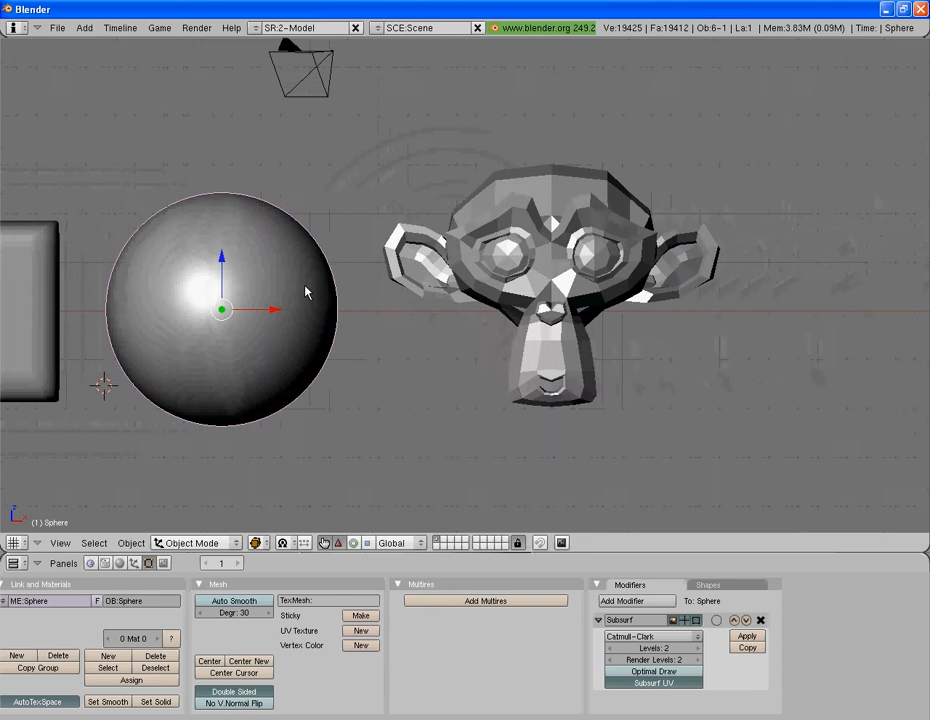 Blender
File Add Timeline Game Render Help SR:2-Model SCE:Scene www.blender.org 249.2 Ve:19425 | Fa:19412 | Ob:6-1 | La:1 | Mem:3.83M (0.09M) | Time: | Sphere
z
x
(1) Sphere
View Select Object Object Mode Global
Panels 1
Link and Materials Mesh Multires Modifiers Shapes
ME:Sphere F OB:Sphere Auto Smooth TexMesh: Add Multires Add Modifier To: Sphere
Degr: 30 Sticky Make Subsurf
0 Mat 0 ? UV Texture New Catmull-Clark Apply
New Delete New Delete Vertex Color New Levels: 2 Copy
Copy Group Select Deselect Center Center New Render Levels: 2
Assign Center Cursor Optimal Draw
Double Sided Subsurf UV
AutoTexSpace Set Smooth Set Solid No V.Normal Flip